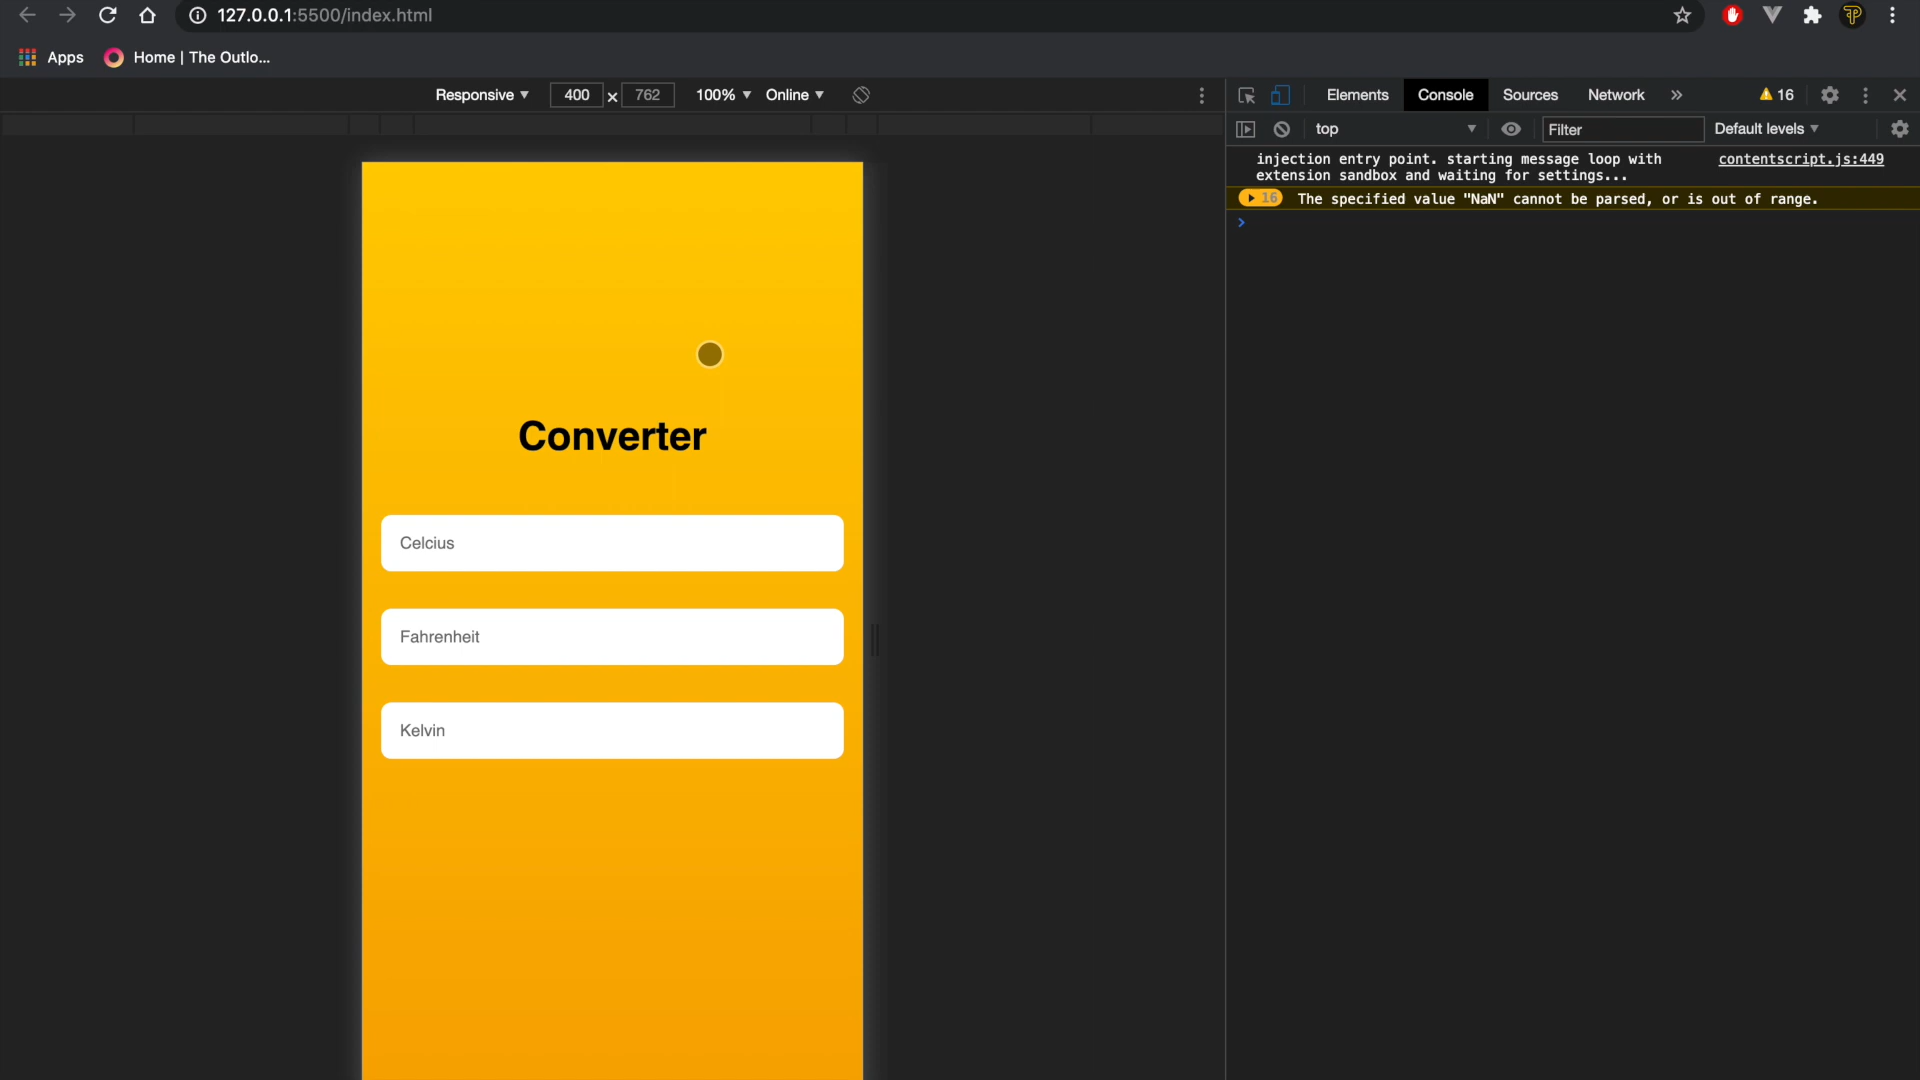 127.0.0.1:5500/index.html
Apps
Home | The Outlo...
Responsive 400 x 762 100% Online
Elements Console Sources Network » 16
top Filter Default levels
injection entry point. starting message loop with contentscript.js:449
extension sandbox and waiting for settings...
16 The specified value "NaN" cannot be parsed, or is out of range.
Converter
Celcius
Fahrenheit
Kelvin